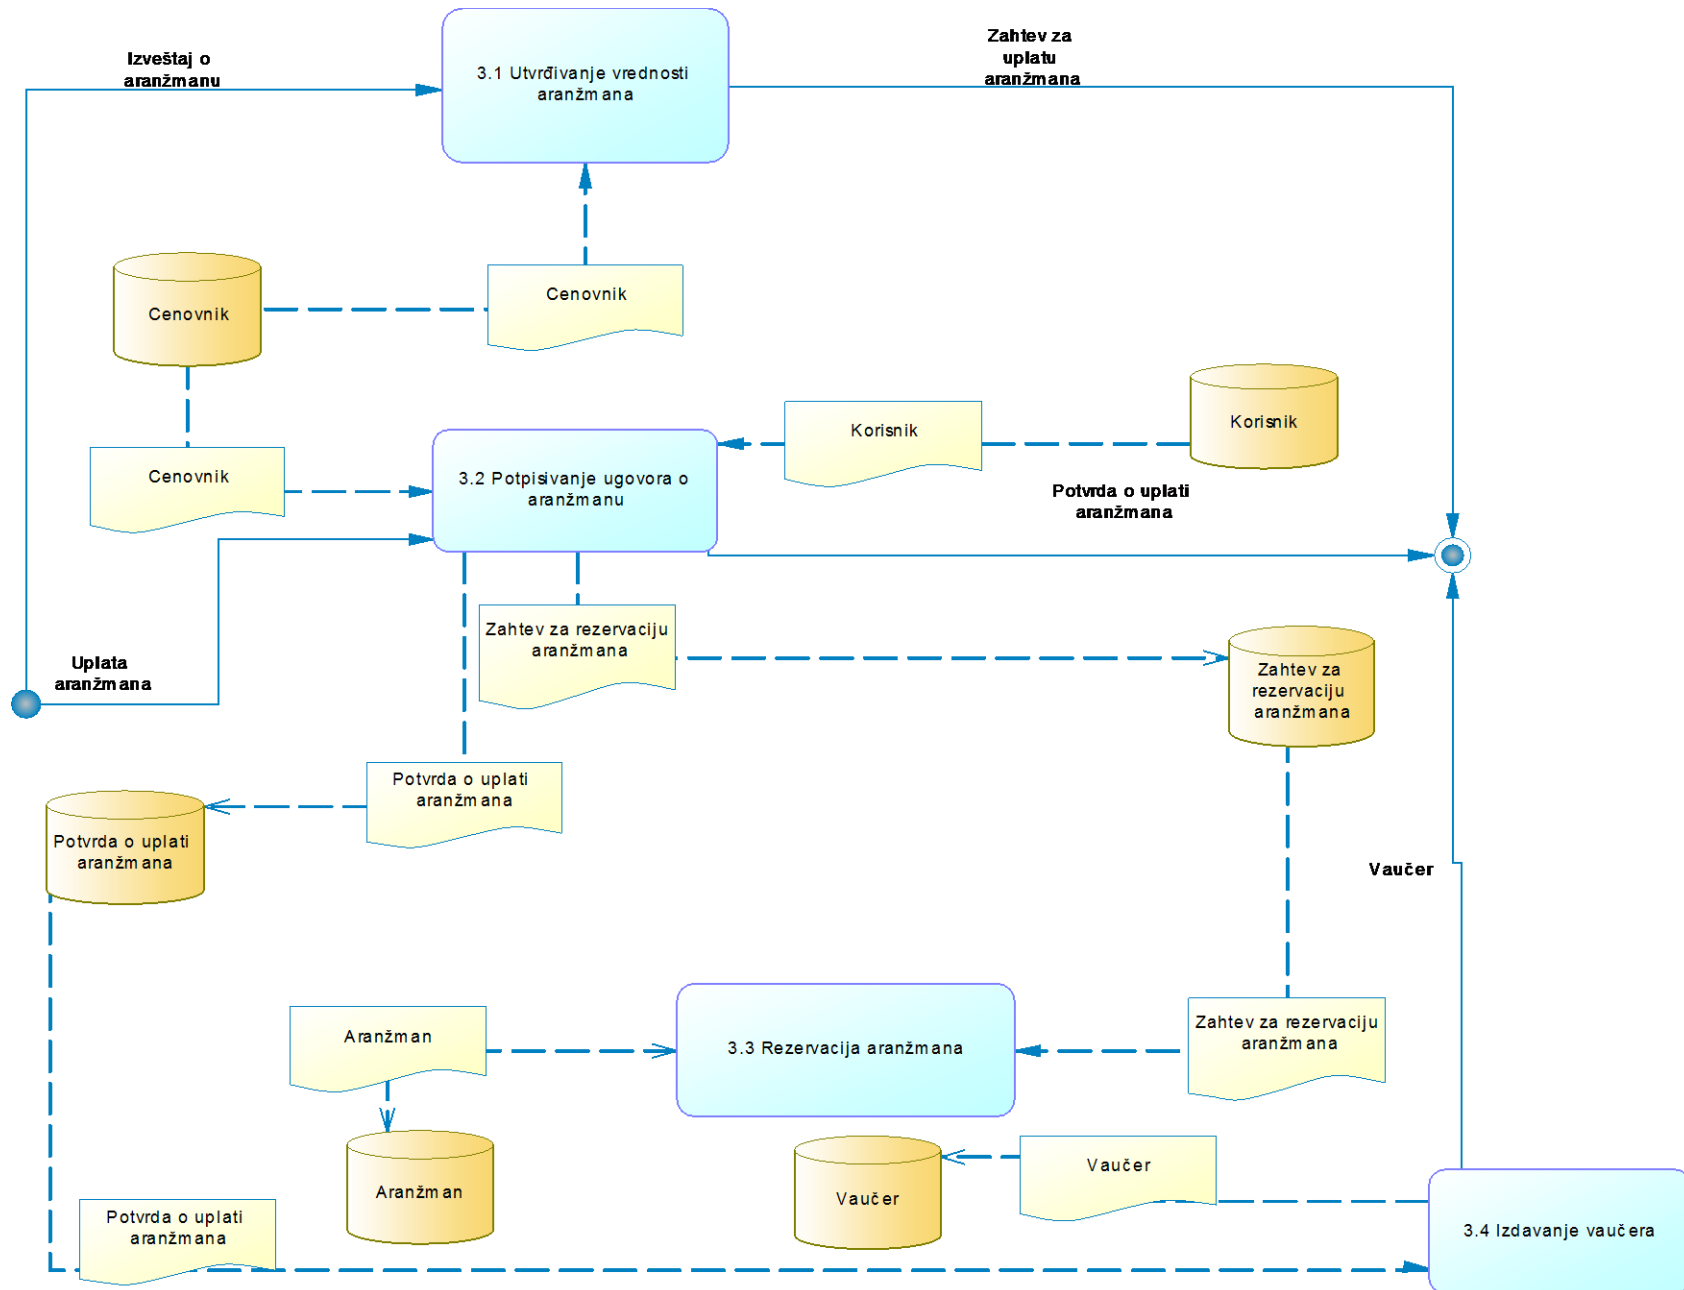 Izveštaj o
aranžmanu
3.1 Utvrđivanje vrednosti
aranžmana
Zahtev za
uplatu
aranžmana
Cenovnik
Cenovnik
Korisnik
Korisnik
Cenovnik
3.2 Potpisivanje ugovora o
aranžmanu
Potvrda o uplati
aranžmana
Zahtev za rezervaciju
aranžmana
Uplata
aranžmana
Zahtev za
rezervaciju
aranžmana
Potvrda o uplati
aranžmana
Potvrda o uplati
aranžmana
Vaučer
Aranžman
3.3 Rezervacija aranžmana
Zahtev za rezervaciju
aranžmana
Aranžman
Vaučer
Vaučer
Potvrda o uplati
aranžmana
3.4 Izdavanje vaučera